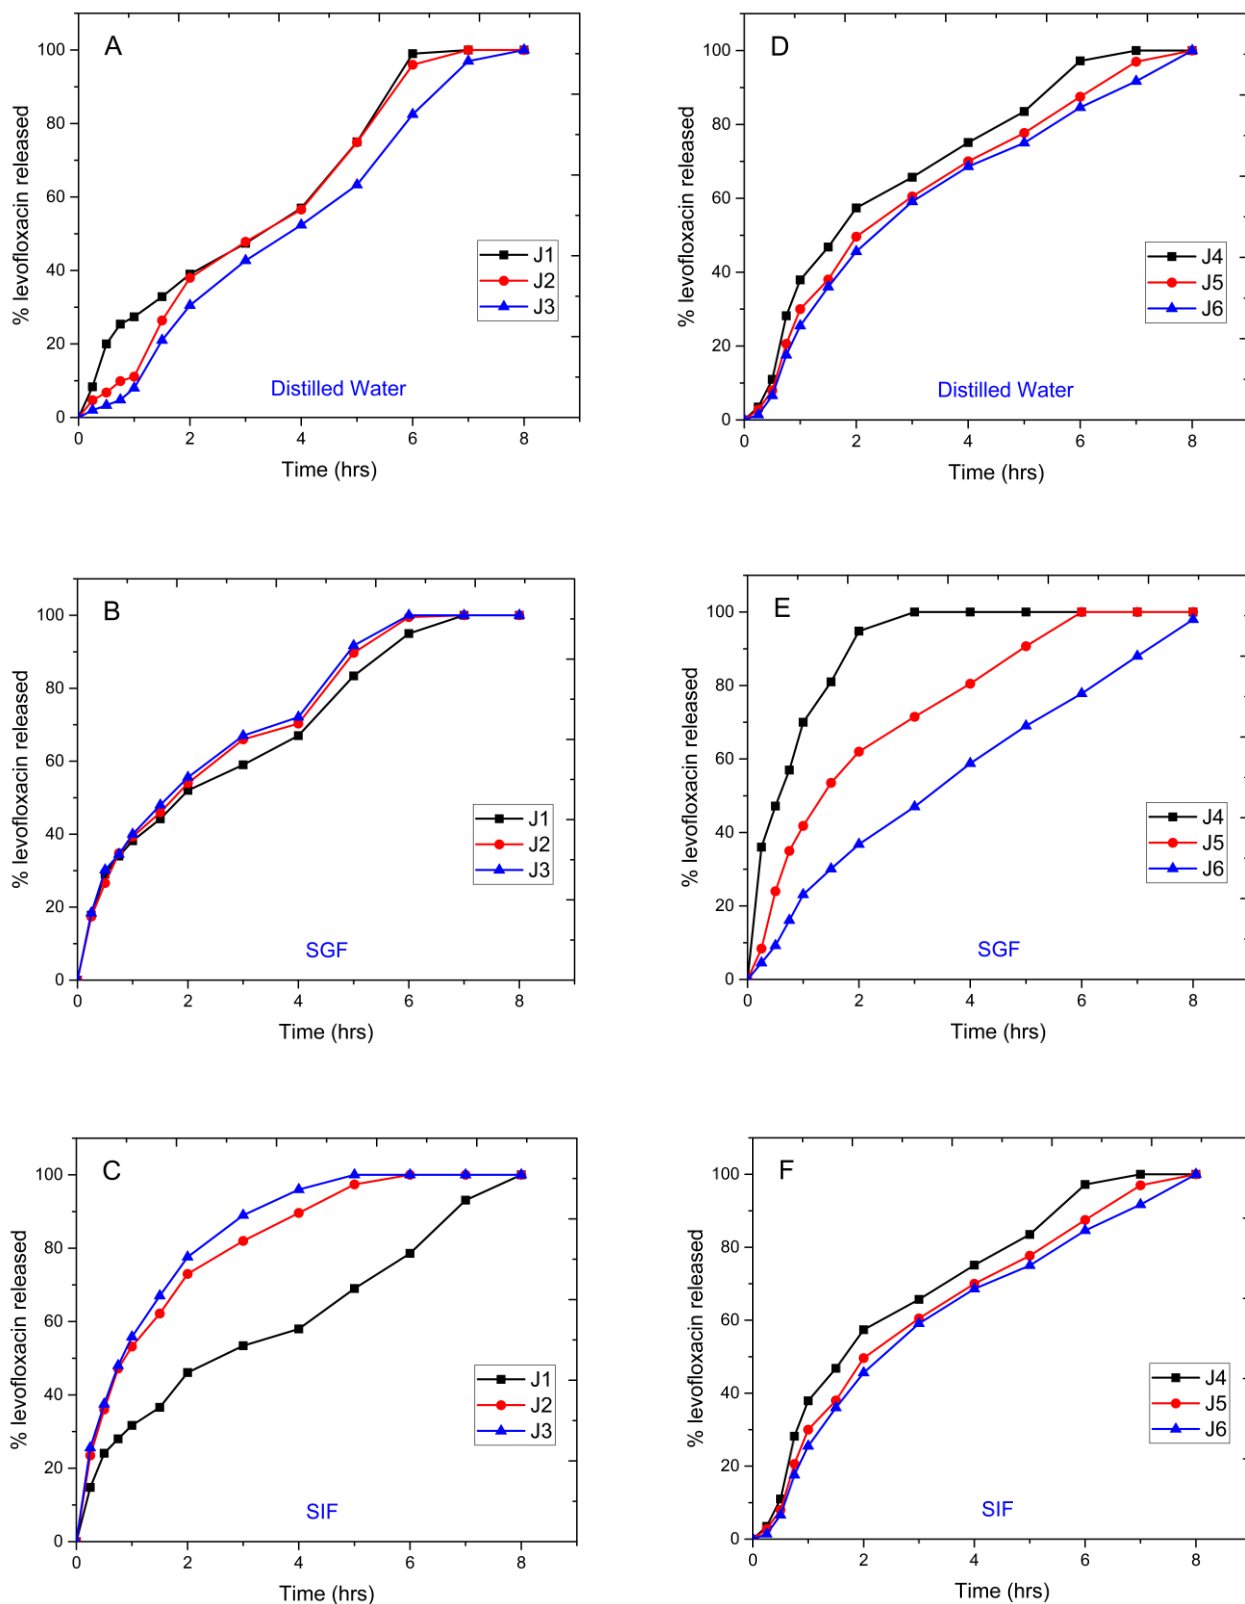 A
% levofloxacin released
100
80
60
40
20
0
J1
J2
J3
Distilled Water
0 2 4 6 8
Time (hrs)
D
% levofloxacin released
100
80
60
40
20
0
J4
J5
J6
Distilled Water
0 2 4 6 8
Time (hrs)
B
% levofloxacin released
100
80
60
40
20
0
J1
J2
J3
SGF
0 2 4 6 8
Time (hrs)
E
% levofloxacin released
100
80
60
40
20
0
J4
J5
J6
SGF
0 2 4 6 8
Time (hrs)
C
% levofloxacin released
100
80
60
40
20
0
J1
J2
J3
SIF
0 2 4 6 8
Time (hrs)
F
% levofloxacin released
100
80
60
40
20
0
J4
J5
J6
SIF
0 2 4 6 8
Time (hrs)